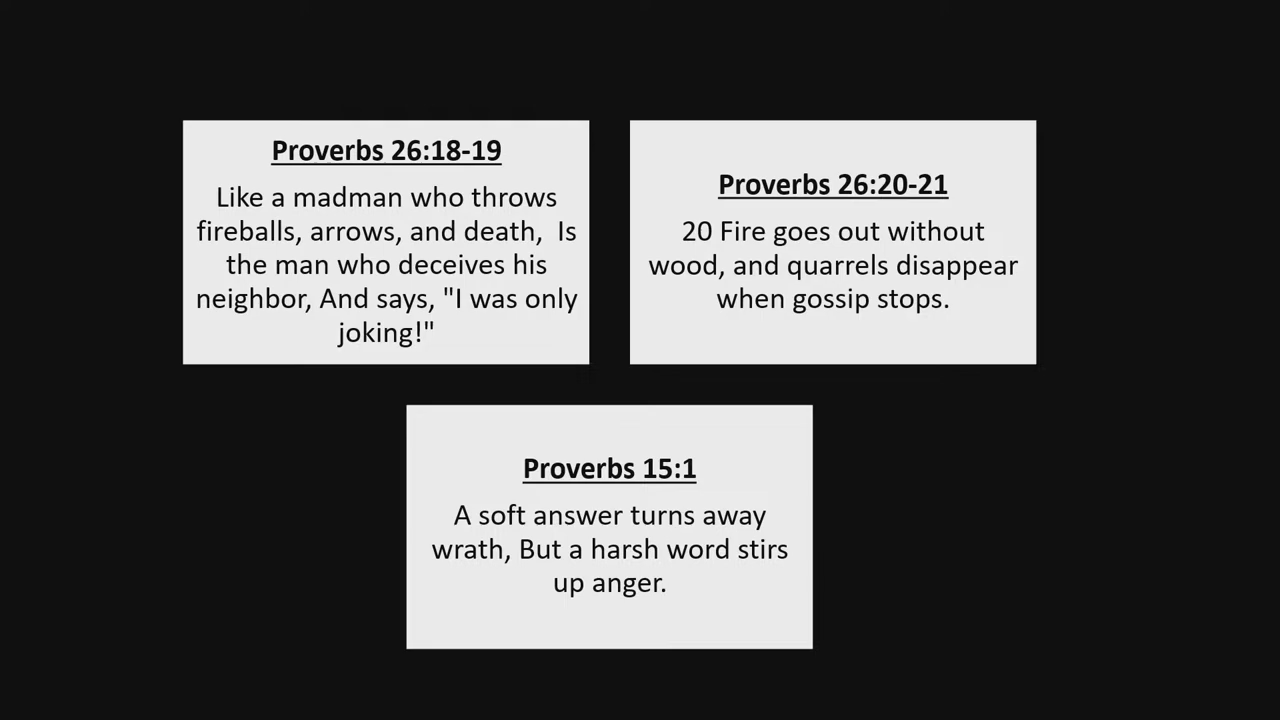 Proverbs 26:18-19
Like a madman who throws
fireballs, arrows, and death,  Is
the man who deceives his
neighbor, And says, "I was only
joking!"
Proverbs 26:20-21
20 Fire goes out without
wood, and quarrels disappear
when gossip stops.
Proverbs 15:1
A soft answer turns away
wrath, But a harsh word stirs
up anger.